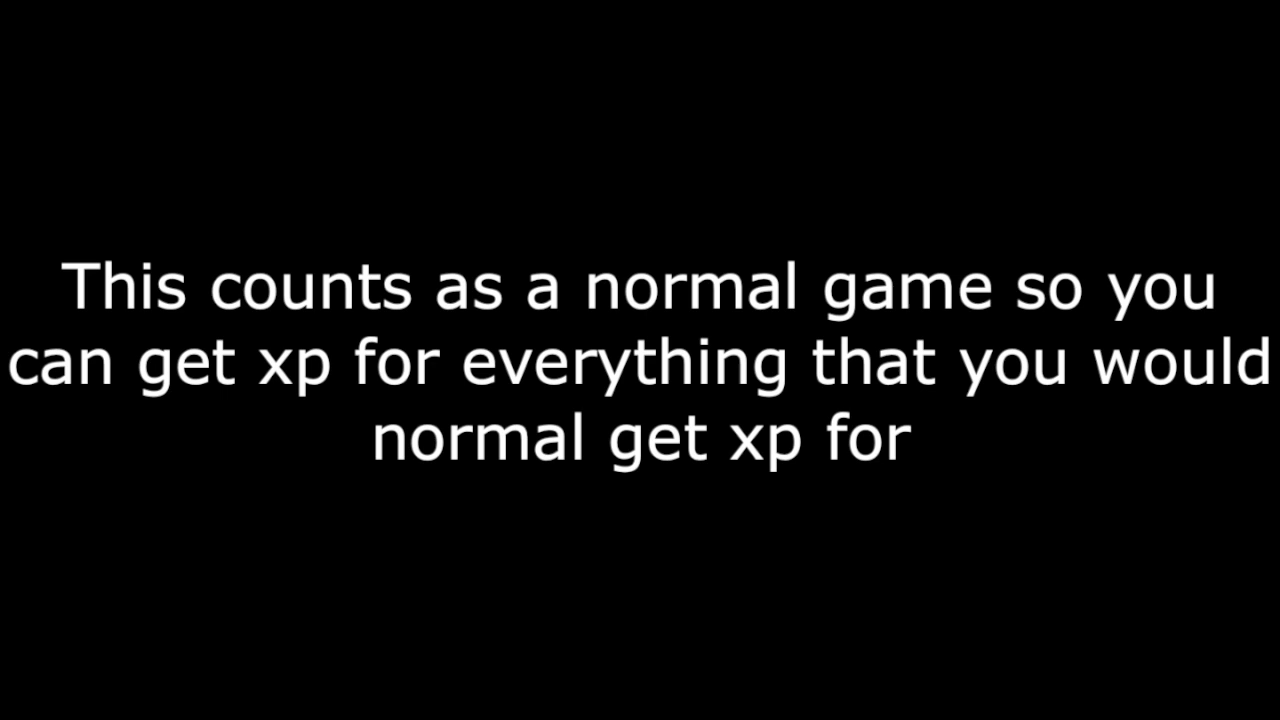 This counts as a normal game so you
can get xp for everything that you would
normal get xp for